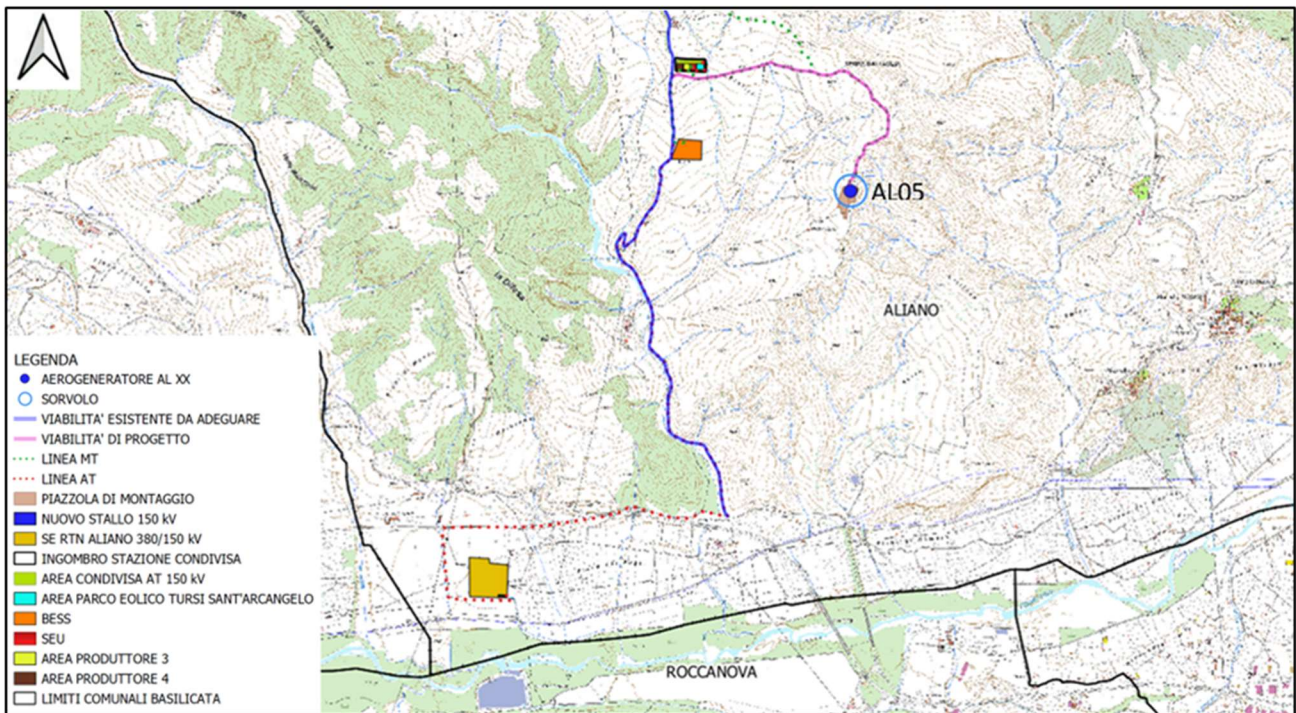 AL05
ALIANO
LEGENDA
AEROGENERATORE AL XX
SORVOLO
VIABILITA' ESISTENTE DA ADEGUARE
VIABILITA' DI PROGETTO
LINEA MT
LINEA AT
PIAZZOLA DI MONTAGGIO
NUOVO STALLO 150 kV
SE RTN ALIANO 380/150 kV
INGOMBRO STAZIONE CONDIVISA
AREA CONDIVISA AT 150 kV
AREA PARCO EOLICO TURSI SANT'ARCANGELO
BESS
SEU
AREA PRODUTTORE 3
AREA PRODUTTORE 4
LIMITI COMUNALI BASILICATA
ROCCANOVA